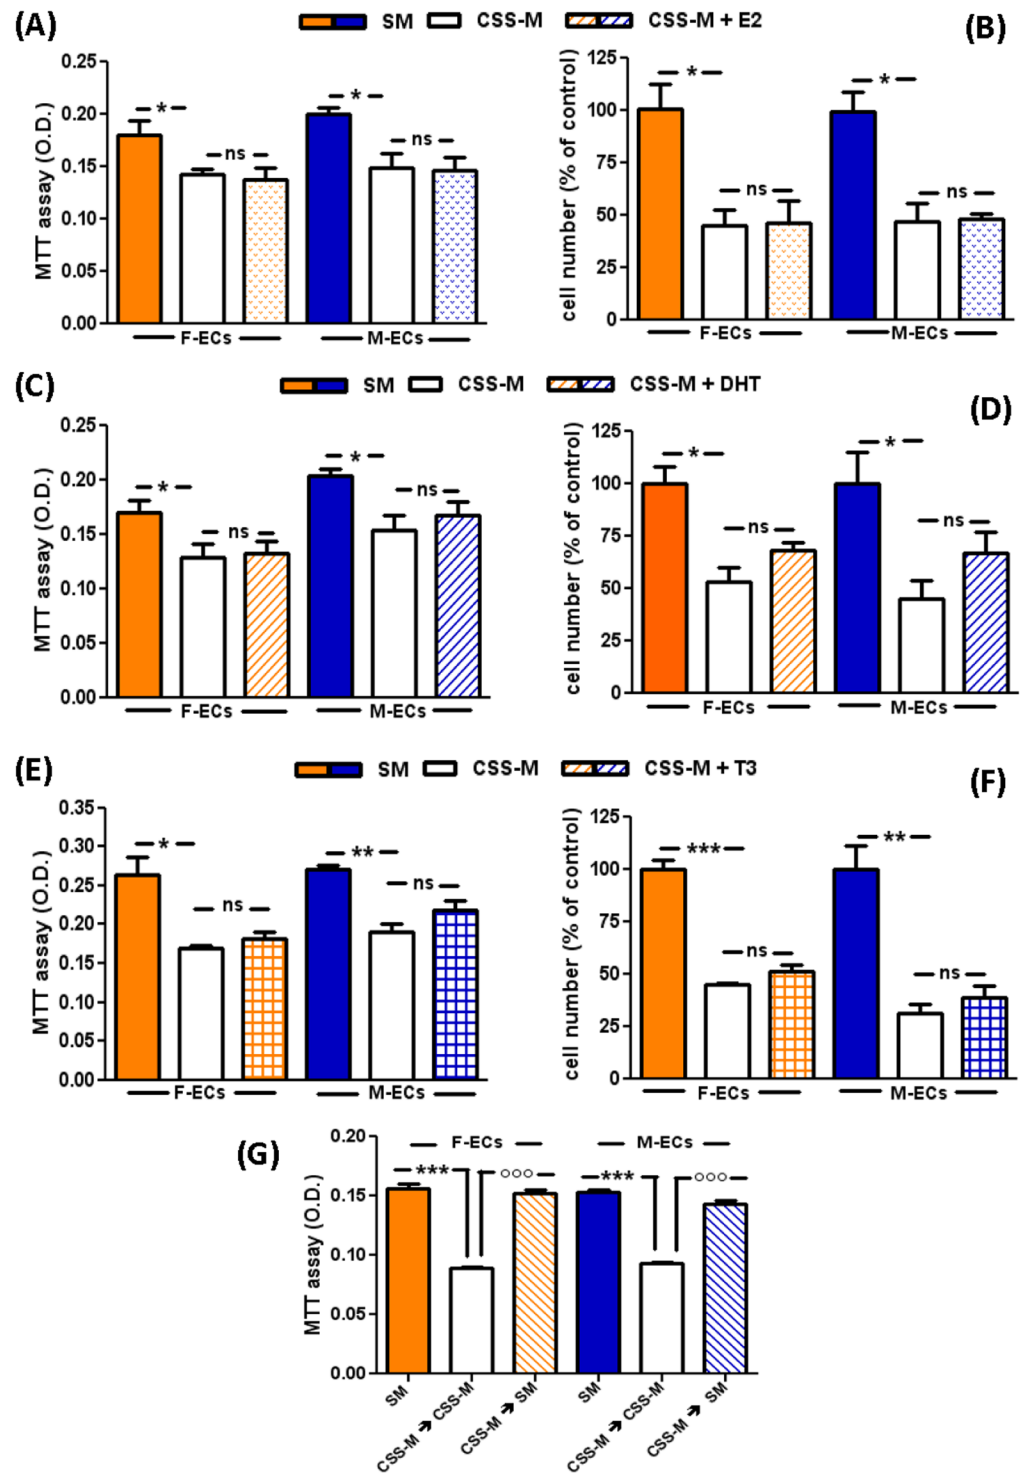 (A)
SM CSS-M CSS-M + E2
(B)
MTT assay (O.D.)
0.25
0.20
0.15
0.10
0.05
0.00
* ns * ns
F-ECs M-ECs
cell number (% of control)
125
100
75
50
25
0
* ns * ns
F-ECs M-ECs
(C)
SM CSS-M CSS-M + DHT
(D)
MTT assay (O.D.)
0.25
0.20
0.15
0.10
0.05
0.00
* ns * ns
F-ECs M-ECs
cell number (% of control)
125
100
75
50
25
0
* ns * ns
F-ECs M-ECs
(E)
SM CSS-M CSS-M + T3
(F)
MTT assay (O.D.)
0.35
0.30
0.25
0.20
0.15
0.10
0.05
0.00
* ns ** ns
F-ECs M-ECs
cell number (% of control)
125
100
75
50
25
0
*** ns ** ns
F-ECs M-ECs
(G)
MTT assay (O.D.)
0.20
0.15
0.10
0.05
0.00
F-ECs M-ECs
*** ○○○ *** ○○○
SM
CSS-M ➔ CSS-M
CSS-M ➔ SM
SM
CSS-M ➔ CSS-M
CSS-M ➔ SM